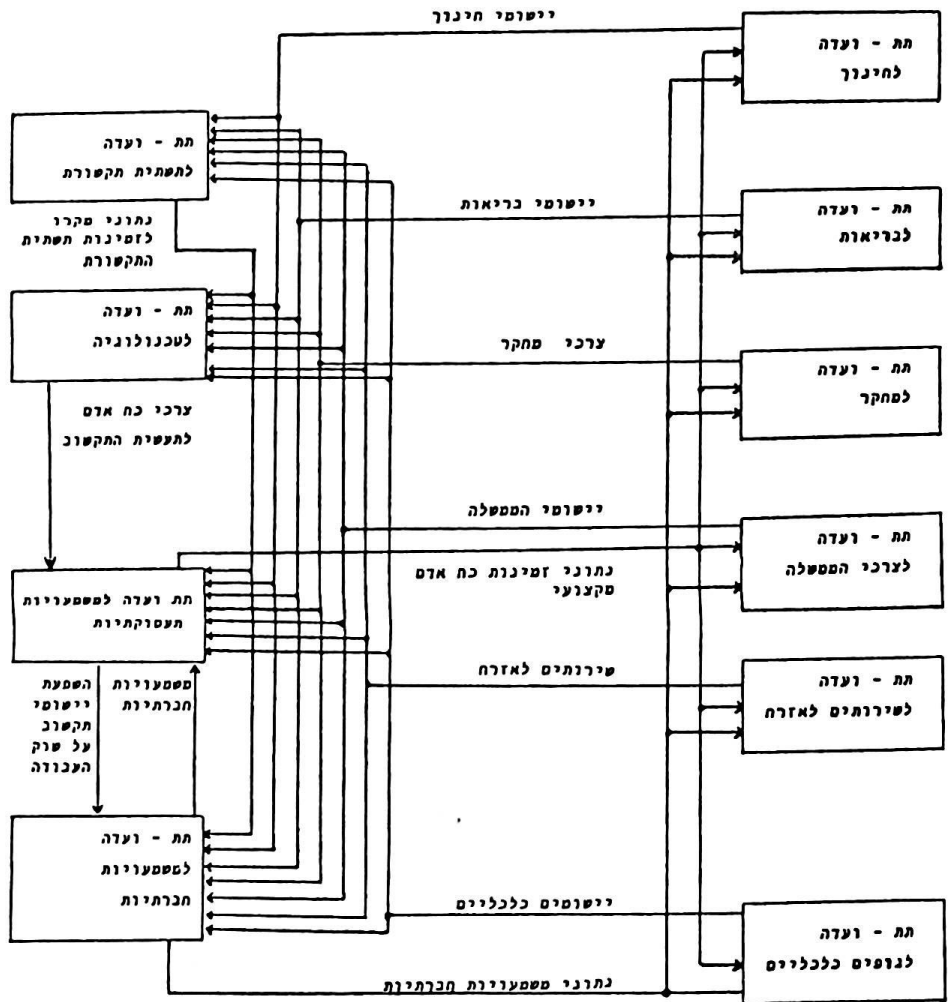 יישומי חינוך
תת - ועדה
לחינוך
תת - ועדה
לתשתית תקשורת
נתוני מקרו
לזמינות תשתית
התקשורת
יישומי בריאות
תת - ועדה
לבריאות
תת - ועדה
לטכנולוגיה
צרכי מחקר
תת - ועדה
למחקר
צרכי כח אדם
לתעשית התקשוב
יישומי הממשלה
תת - ועדה
לצרכי הממשלה
נתוני זמינות כח אדם
מקצועי
תת ועדה למשמעויות
תעסוקתיות
שירותים לאזרח
תת - ועדה
לשירותים לאזרח
משמעויות
חברתיות
השמעת
יישומי
תקשוב
על שוק
העבודה
תת - ועדה
למשמעויות
חברתיות
יישומים כלכליים
תת - ועדה
לגופים כלכליים
נתוני משמעויות חברתיות